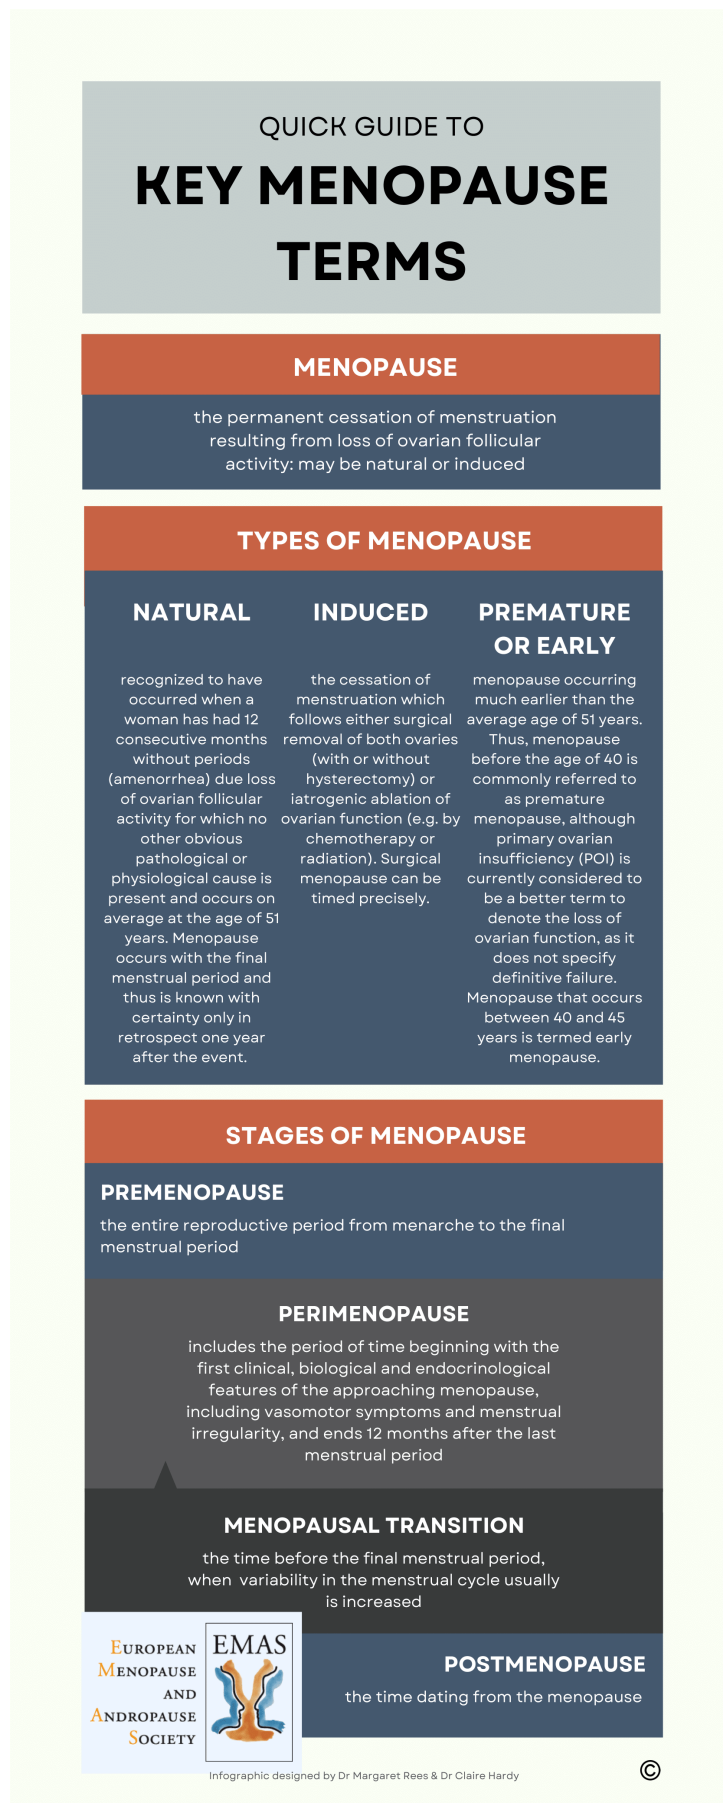 QUICK GUIDE TO
KEY MENOPAUSE
TERMS
MENOPAUSE
the permanent cessation of menstruation
resulting from loss of ovarian follicular
activity: may be natural or induced
TYPES OF MENOPAUSE
NATURAL
recognized to have
occurred when a
woman has had 12
consecutive months
without periods
(amenorrhea) due loss
of ovarian follicular
activity for which no
other obvious
pathological or
physiological cause is
present and occurs on
average at the age of 51
years. Menopause
occurs with the final
menstrual period and
thus is known with
certainty only in
retrospect one year
after the event.
INDUCED
the cessation of
menstruation which
follows either surgical
removal of both ovaries
(with or without
hysterectomy) or
iatrogenic ablation of
ovarian function (e.g. by
chemotherapy or
radiation). Surgical
menopause can be
timed precisely.
PREMATURE
OR EARLY
menopause occurring
much earlier than the
average age of 51 years.
Thus, menopause
before the age of 40 is
commonly referred to
as premature
menopause, although
primary ovarian
insufficiency (POI) is
currently considered to
be a better term to
denote the loss of
ovarian function, as it
does not specify
definitive failure.
Menopause that occurs
between 40 and 45
years is termed early
menopause.
STAGES OF MENOPAUSE
PREMENOPAUSE
the entire reproductive period from menarche to the final
menstrual period
PERIMENOPAUSE
includes the period of time beginning with the
first clinical, biological and endocrinological
features of the approaching menopause,
including vasomotor symptoms and menstrual
irregularity, and ends 12 months after the last
menstrual period
MENOPAUSAL TRANSITION
the time before the final menstrual period,
when variability in the menstrual cycle usually
is increased
POSTMENOPAUSE
the time dating from the menopause
EUROPEAN
MENOPAUSE
AND
ANDROPAUSE
SOCIETY
EMAS
Infographic designed by Dr Margaret Rees & Dr Claire Hardy
©